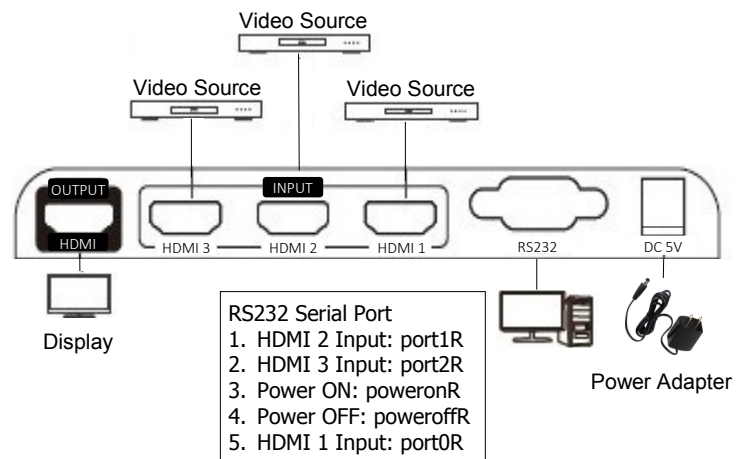 Video Source
Video Source
Video Source
OUTPUT
INPUT
HDMI
HDMI 3
HDMI 2
HDMI 1
RS232
DC 5V
Display
RS232 Serial Port
1. HDMI 2 Input: port1R
2. HDMI 3 Input: port2R
3. Power ON: poweronR
4. Power OFF: poweroffR
5. HDMI 1 Input: port0R
Power Adapter